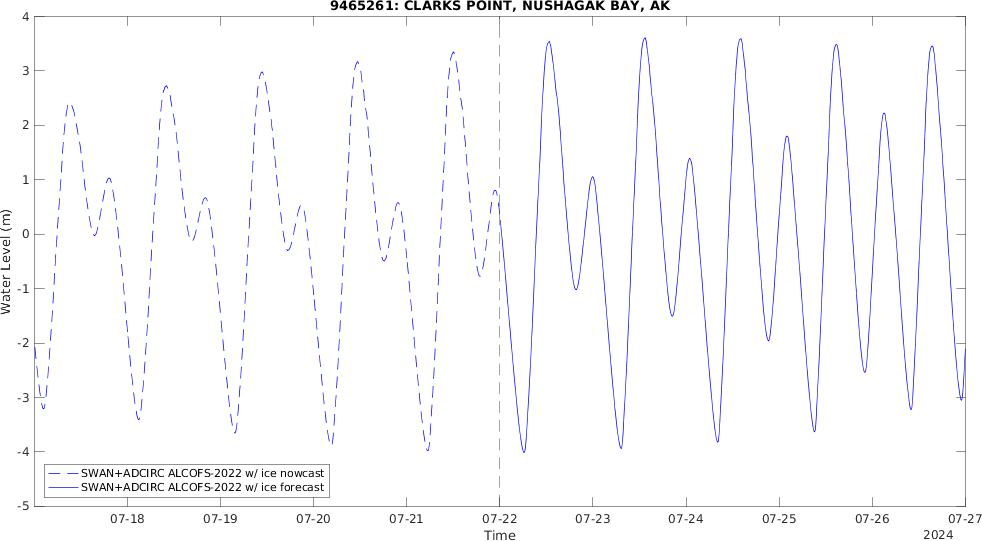 9465261: CLARKS POINT, NUSHAGAK BAY, AK
4
3
2
1
0
-1
-2
-3
-4
-5
Water Level (m)
SWAN+ADCIRC ALCOFS-2022 w/ ice nowcast
SWAN+ADCIRC ALCOFS-2022 w/ ice forecast
07-18 07-19 07-20 07-21 07-22 07-23 07-24 07-25 07-26 07-27
Time
2024